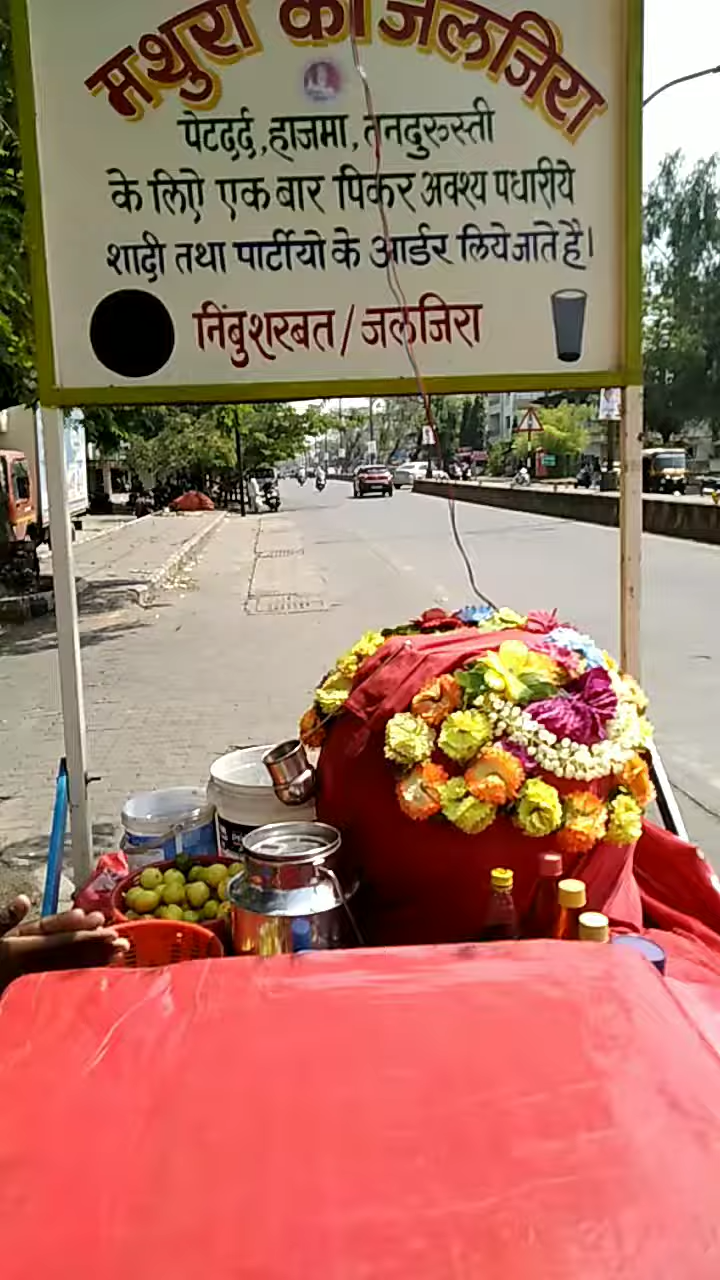 मथुरा का जलजिरा
पेटदर्द, हाजमा, तनदुरुस्ती
के लिऐ एक बार पिकर अवश्य पधारीये
शादी तथा पार्टीयो के आर्डर लिये जाते है।
निंबुशरबत / जलजिरा